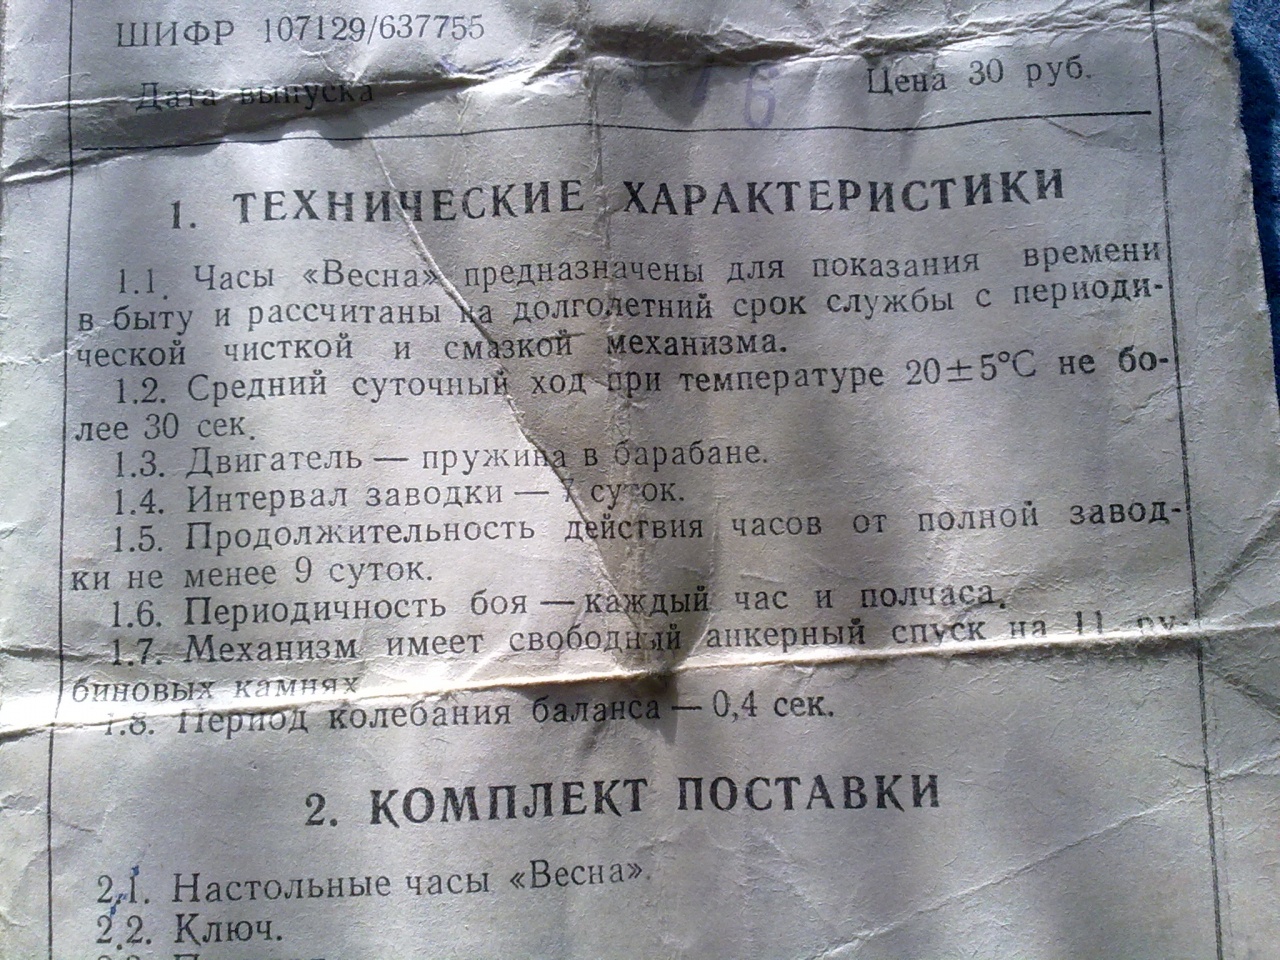 ШИФР 107129/637755
Дата выпуска 6 Цена 30 руб.
1. ТЕХНИЧЕСКИЕ ХАРАКТЕРИСТИКИ
1.1. Часы «Весна» предназначены для показания времени
в быту и рассчитаны на долголетний срок службы с периоди-
ческой чисткой и смазкой механизма.
1.2. Средний суточный ход при температуре 20±5°С не бо-
лее 30 сек.
1.3. Двигатель — пружина в барабане.
1.4. Интервал заводки — 7 суток.
1.5. Продолжительность действия часов от полной завод-
ки не менее 9 суток.
1.6. Периодичность боя — каждый час и полчаса.
1.7. Механизм имеет свободный анкерный спуск на 11 ру-
биновых камнях
1.8. Период колебания баланса — 0,4 сек.
2. КОМПЛЕКТ ПОСТАВКИ
2.1. Настольные часы «Весна».
2.2. Ключ.